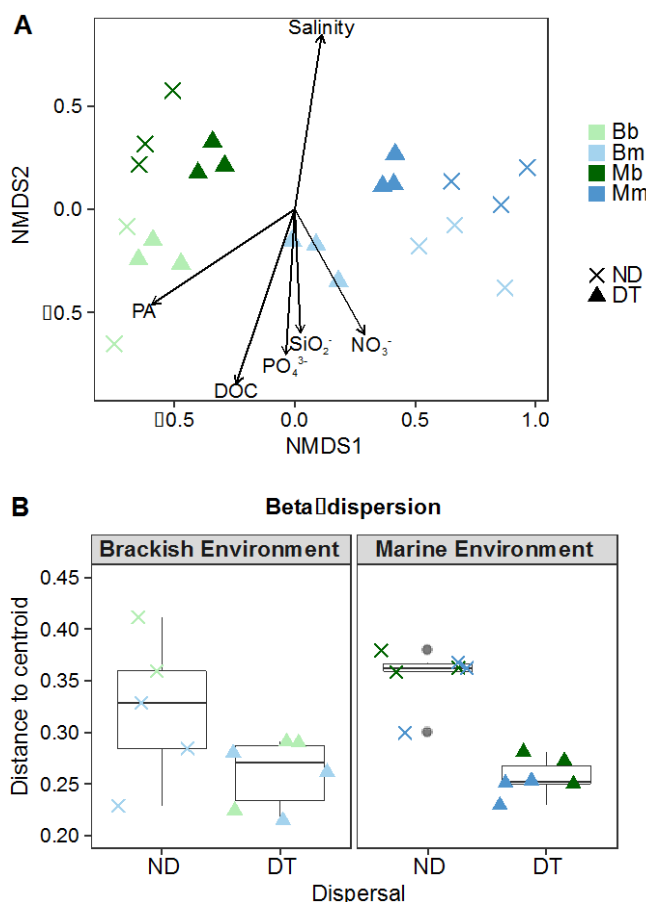 A
Salinity
0.5
0.0
▯0.5
NMDS2
PA
DOC
PO₄³⁻
SiO₂⁻
NO₃⁻
▯0.5
0.0
0.5
1.0
NMDS1
Bb
Bm
Mb
Mm
ND
DT
B
Beta▯dispersion
Brackish Environment
Marine Environment
0.45
0.40
0.35
0.30
0.25
0.20
Distance to centroid
ND
DT
ND
DT
Dispersal